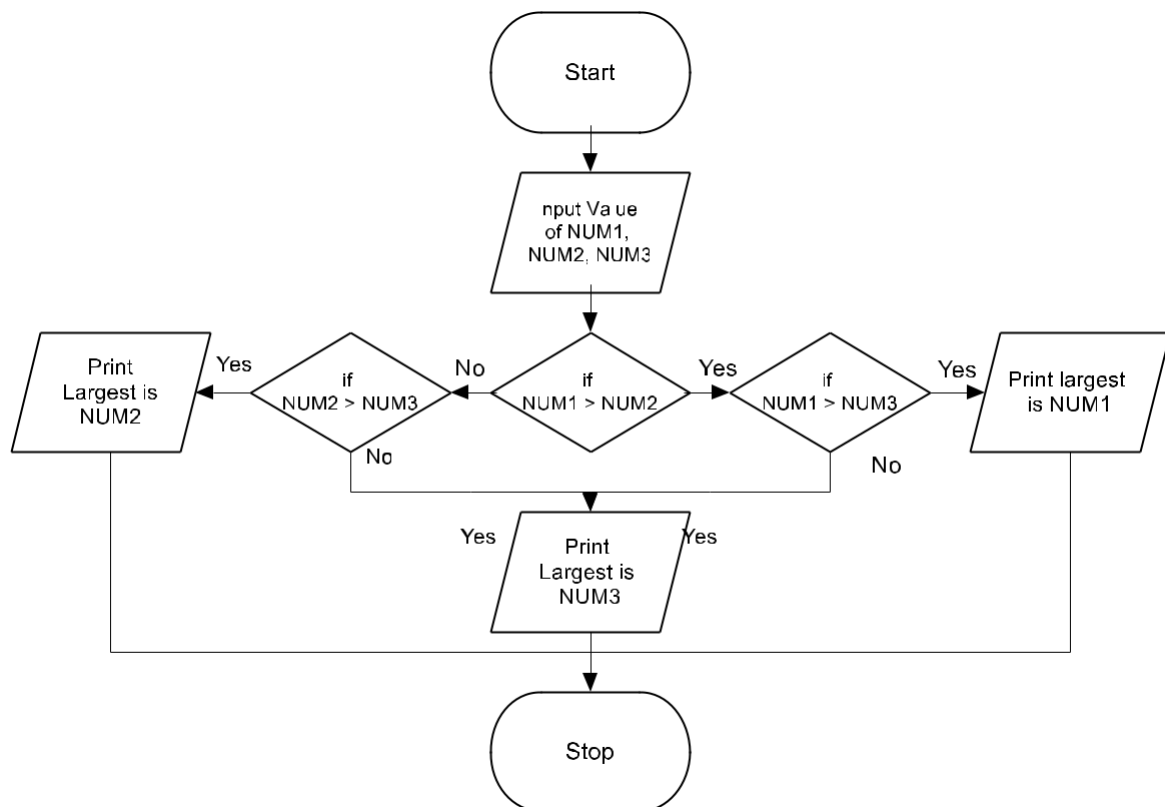 Start
nput Va ue
of NUM1,
NUM2, NUM3
Print
Largest is
NUM2
Yes
if
NUM2 > NUM3
No
No
if
NUM1 > NUM2
Yes
if
NUM1 > NUM3
No
Yes
Print largest
is NUM1
Yes
Print
Largest is
NUM3
Yes
Stop